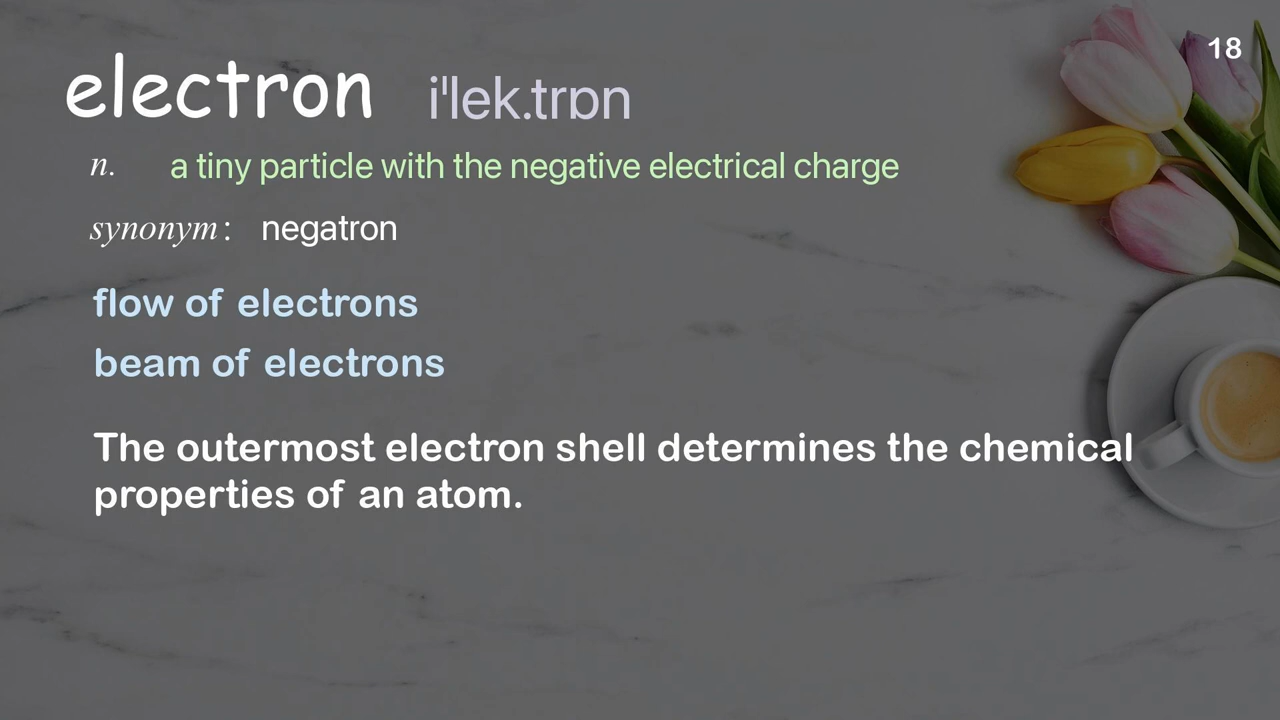 18
electron iˈlek.trɒn
n. a tiny particle with the negative electrical charge
synonym : negatron
flow of electrons
beam of electrons
The outermost electron shell determines the chemical
properties of an atom.